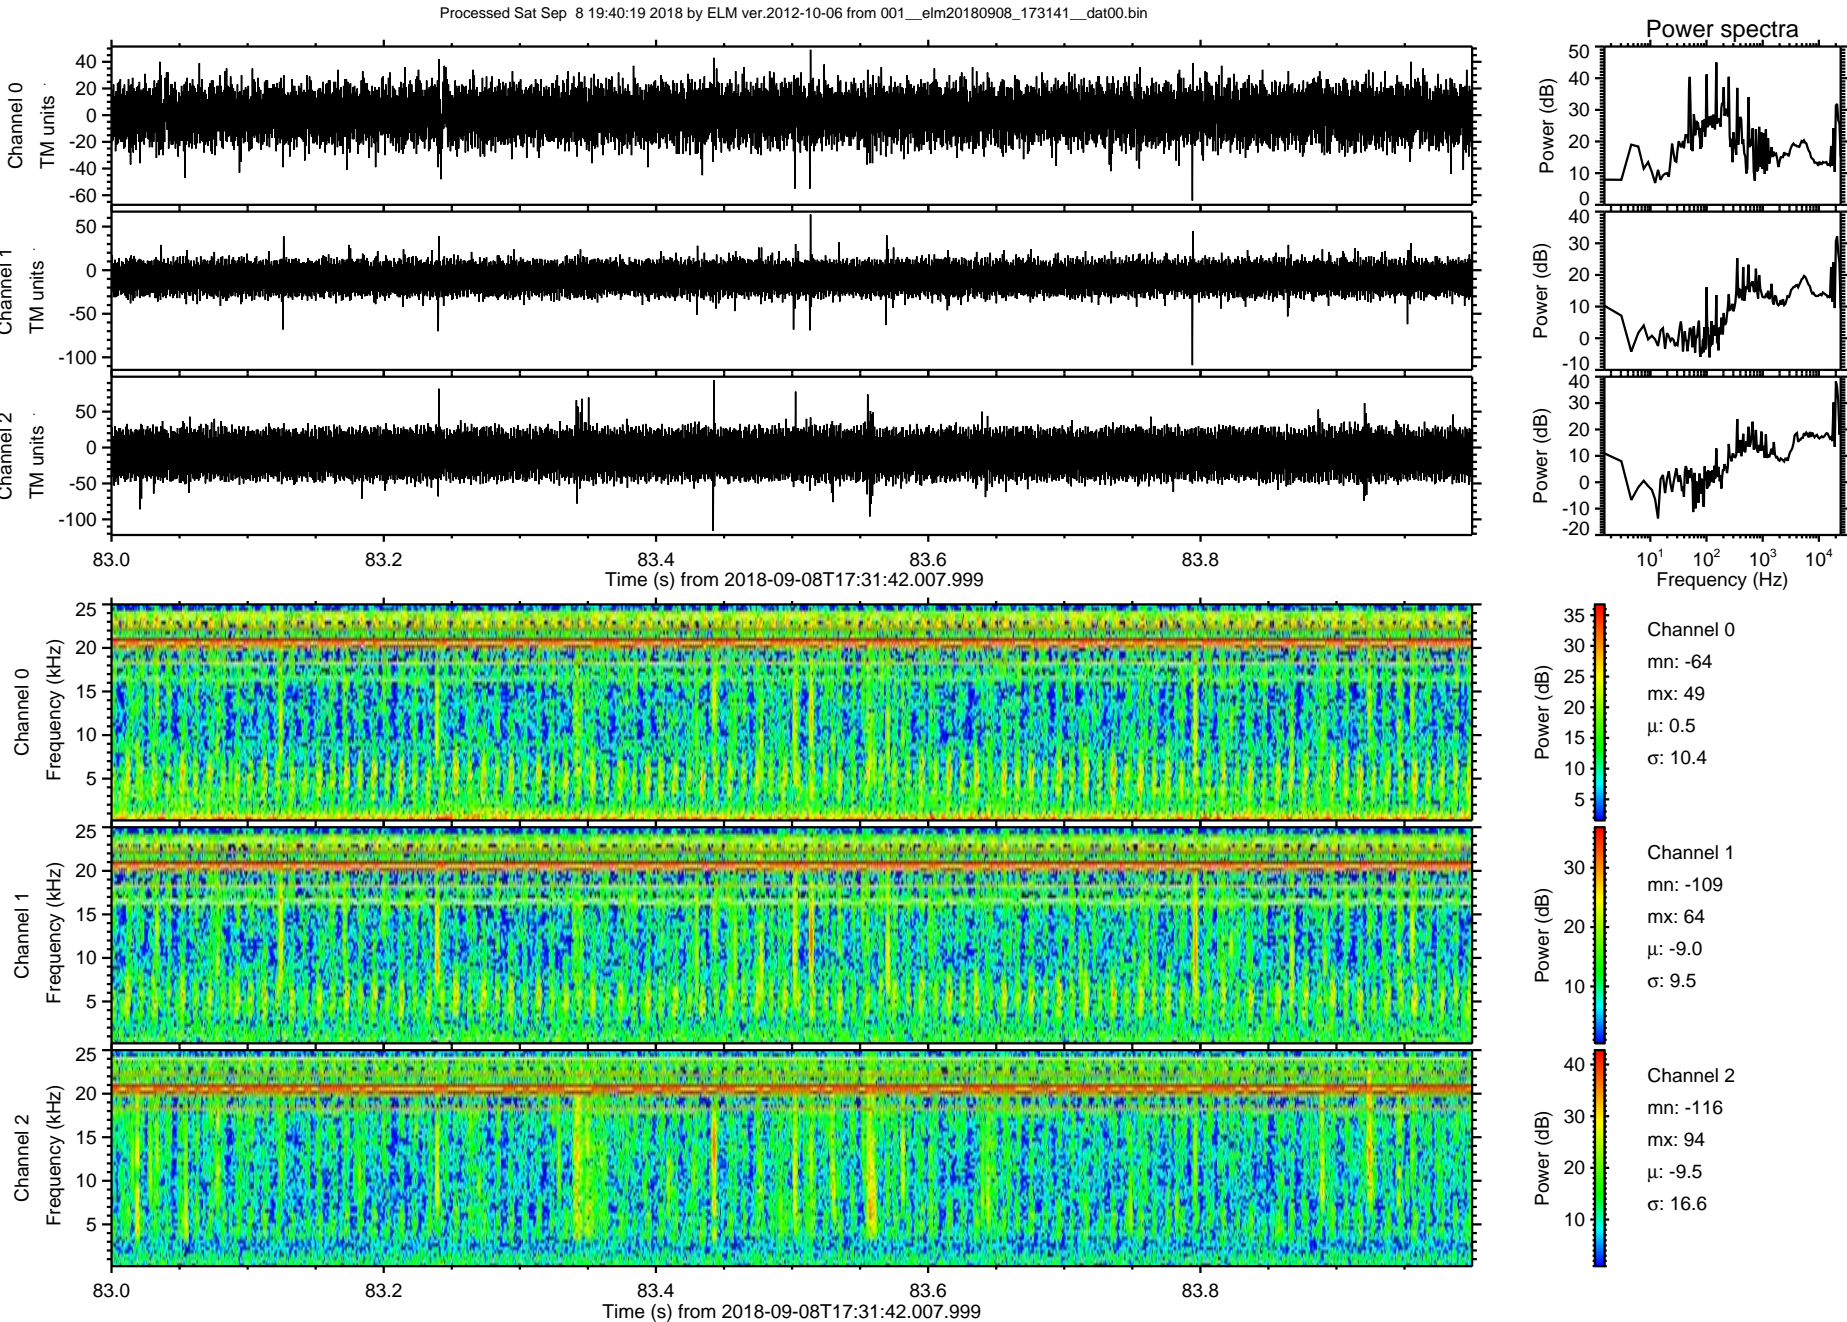 Processed Sat Sep  8 19:40:19 2018 by ELM ver.2012-10-06 from 001__elm20180908_173141__dat00.bin
Power spectra
Channel 0
TM units
40
20
0
-20
-40
-60
Power (dB)
50
40
30
20
10
0
Channel 1
TM units
50
0
-50
-100
Power (dB)
40
30
20
10
0
-10
Channel 2
TM units
50
0
-50
-100
Power (dB)
40
30
20
10
0
-10
-20
83.0 83.2 83.4 83.6 83.8
Time (s) from 2018-09-08T17:31:42.007.999
10^1 10^2 10^3 10^4
Frequency (Hz)
Channel 0
Frequency (kHz)
25
20
15
10
5
Power (dB)
35
30
25
20
15
10
5
Channel 0
mn: -64
mx: 49
μ: 0.5
σ: 10.4
Channel 1
Frequency (kHz)
25
20
15
10
5
Power (dB)
30
20
10
Channel 1
mn: -109
mx: 64
μ: -9.0
σ: 9.5
Channel 2
Frequency (kHz)
25
20
15
10
5
Power (dB)
40
30
20
10
Channel 2
mn: -116
mx: 94
μ: -9.5
σ: 16.6
83.0 83.2 83.4 83.6 83.8
Time (s) from 2018-09-08T17:31:42.007.999